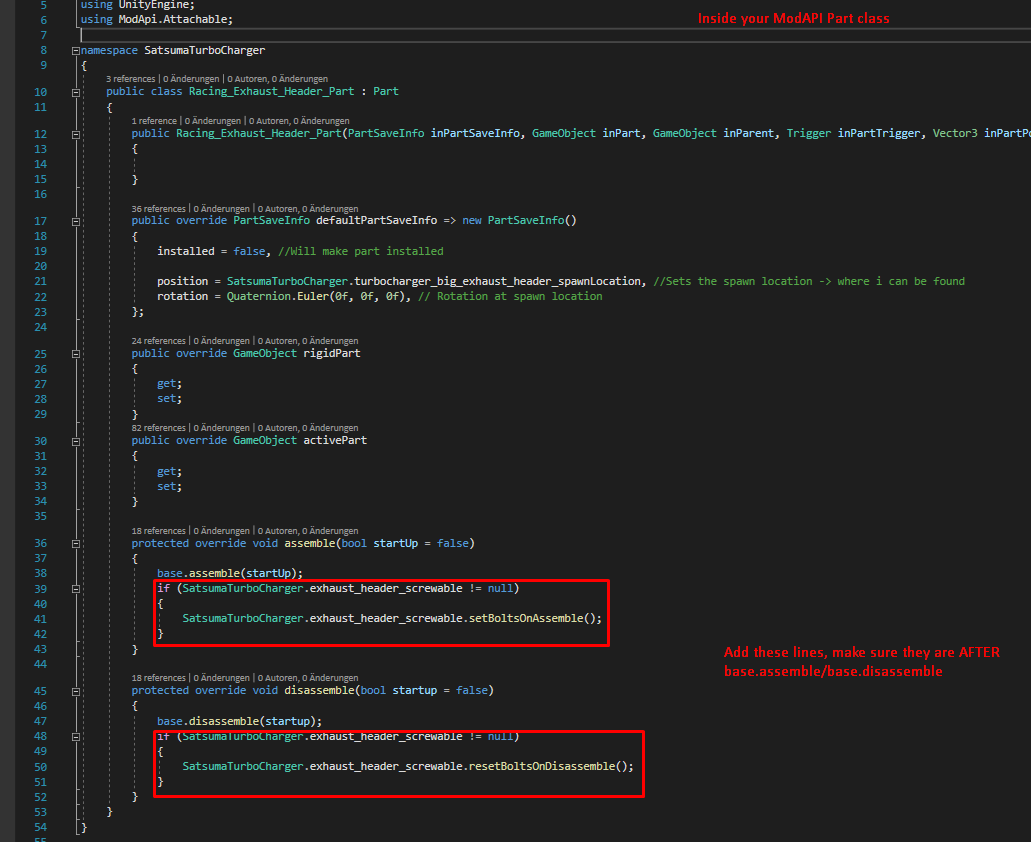 5 using UnityEngine;
6 using ModApi.Attachable;
Inside your ModAPI Part class
7
8 namespace SatsumaTurboCharger
9 {
3 references | 0 Änderungen | 0 Autoren, 0 Änderungen
10 public class Racing_Exhaust_Header_Part : Part
11 {
1 reference | 0 Änderungen | 0 Autoren, 0 Änderungen
12 public Racing_Exhaust_Header_Part(PartSaveInfo inPartSaveInfo, GameObject inPart, GameObject inParent, Trigger inPartTrigger, Vector3 inPartPo
13 {
14
15 }
16
36 references | 0 Änderungen | 0 Autoren, 0 Änderungen
17 public override PartSaveInfo defaultPartSaveInfo => new PartSaveInfo()
18 {
19 installed = false, //Will make part installed
20
21 position = SatsumaTurboCharger.turbocharger_big_exhaust_header_spawnLocation, //Sets the spawn location -> where i can be found
22 rotation = Quaternion.Euler(0f, 0f, 0f), // Rotation at spawn location
23 };
24
24 references | 0 Änderungen | 0 Autoren, 0 Änderungen
25 public override GameObject rigidPart
26 {
27 get;
28 set;
29 }
82 references | 0 Änderungen | 0 Autoren, 0 Änderungen
30 public override GameObject activePart
31 {
32 get;
33 set;
34 }
35
18 references | 0 Änderungen | 0 Autoren, 0 Änderungen
36 protected override void assemble(bool startUp = false)
37 {
38 base.assemble(startUp);
39 if (SatsumaTurboCharger.exhaust_header_screwable != null)
40 {
41 SatsumaTurboCharger.exhaust_header_screwable.setBoltsOnAssemble();
42 }
43 }
44
Add these lines, make sure they are AFTER
base.assemble/base.disassemble
18 references | 0 Änderungen | 0 Autoren, 0 Änderungen
45 protected override void disassemble(bool startup = false)
46 {
47 base.disassemble(startup);
48 if (SatsumaTurboCharger.exhaust_header_screwable != null)
49 {
50 SatsumaTurboCharger.exhaust_header_screwable.resetBoltsOnDisassemble();
51 }
52 }
53 }
54 }
55